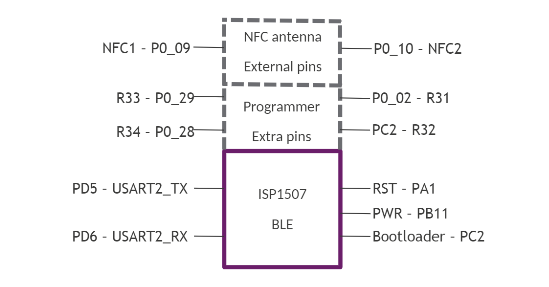 NFC antenna
NFC1 - P0_09
P0_10 - NFC2
External pins
R33 - P0_29
P0_02 - R31
Programmer
R34 - P0_28
PC2 - R32
Extra pins
PD5 - USART2_TX
ISP1507
RST - PA1
PWR - PB11
BLE
PD6 - USART2_RX
Bootloader - PC2